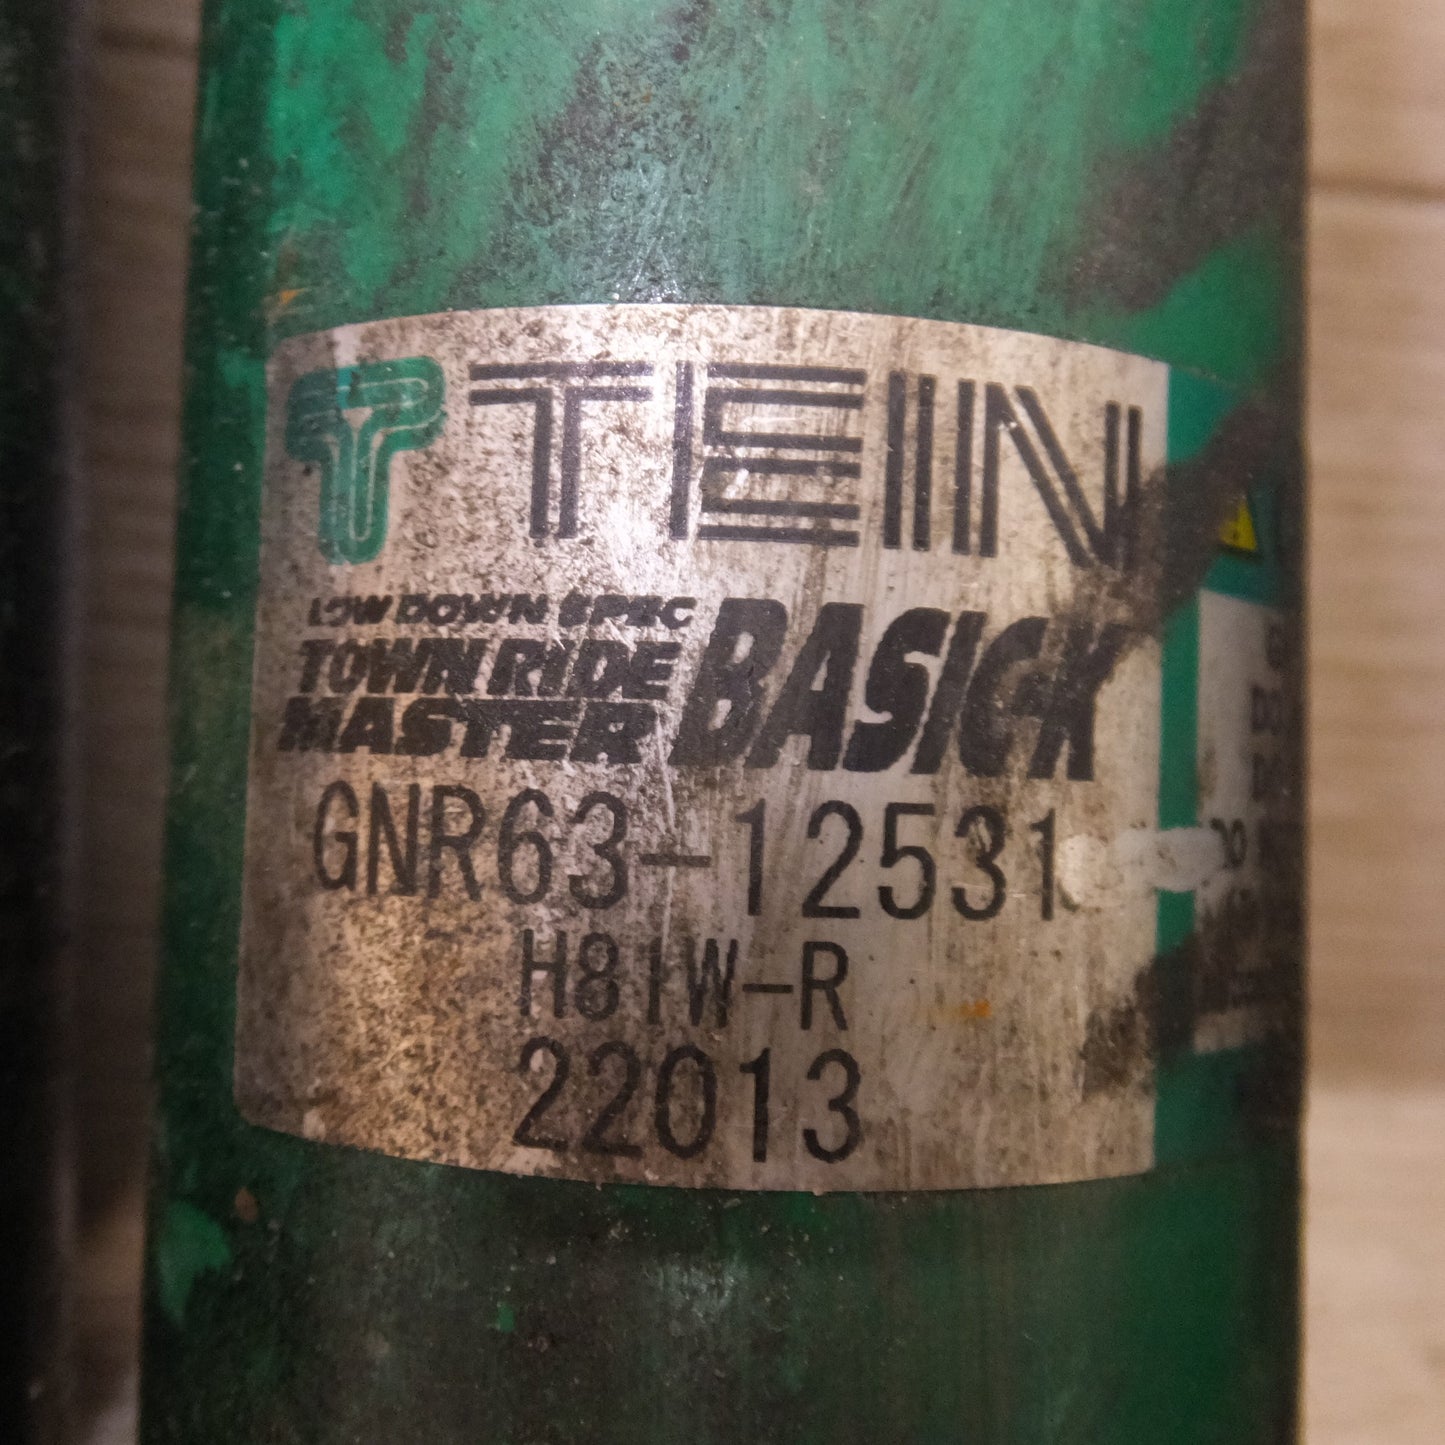 TEIN
LOW DOWN SPEC
TOWN RIDE
MASTER BASICK
GNR63-12531
H81W-R
22013